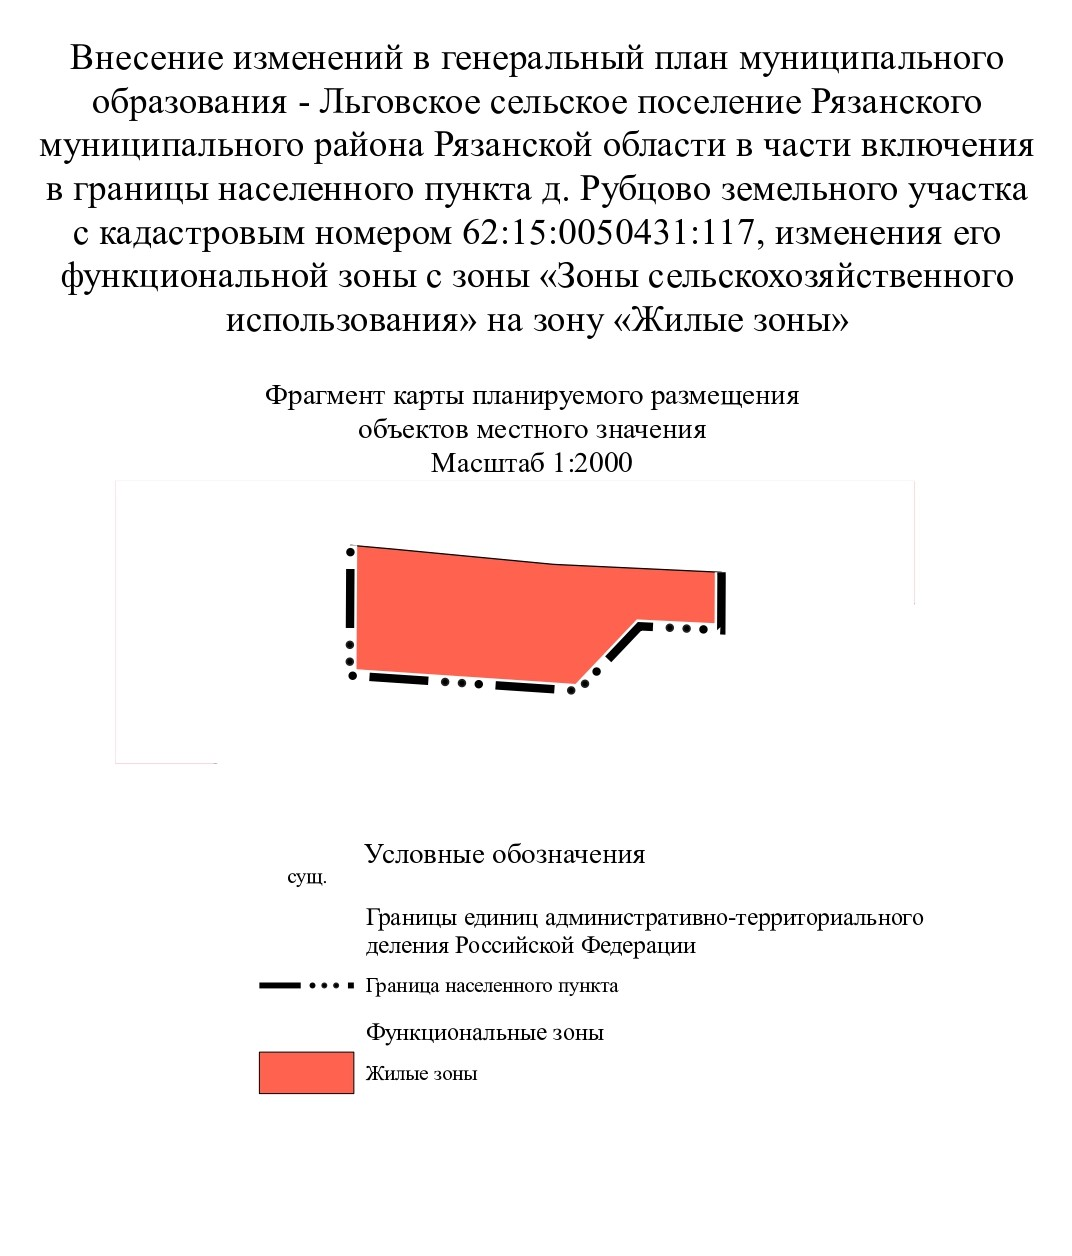 Внесение изменений в генеральный план муниципального
образования - Льговское сельское поселение Рязанского
муниципального района Рязанской области в части включения
в границы населенного пункта д. Рубцово земельного участка
с кадастровым номером 62:15:0050431:117, изменения его
функциональной зоны с зоны «Зоны сельскохозяйственного
использования» на зону «Жилые зоны»
Фрагмент карты планируемого размещения
объектов местного значения
Масштаб 1:2000
Условные обозначения
сущ.
Границы единиц административно-территориального
деления Российской Федерации
Граница населенного пункта
Функциональные зоны
Жилые зоны